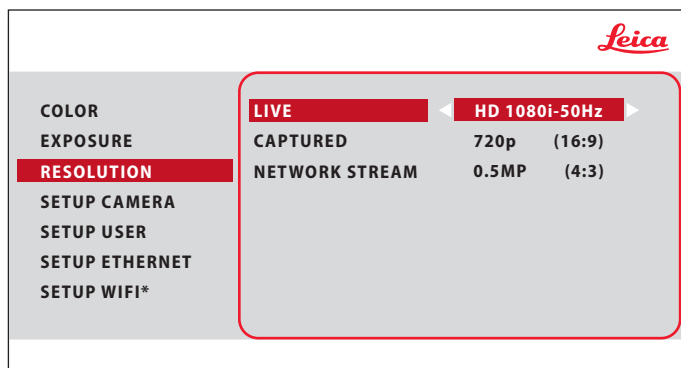 Leica
COLOR
EXPOSURE
RESOLUTION
SETUP CAMERA
SETUP USER
SETUP ETHERNET
SETUP WIFI*
LIVE HD 1080i-50Hz
CAPTURED 720p (16:9)
NETWORK STREAM 0.5MP (4:3)